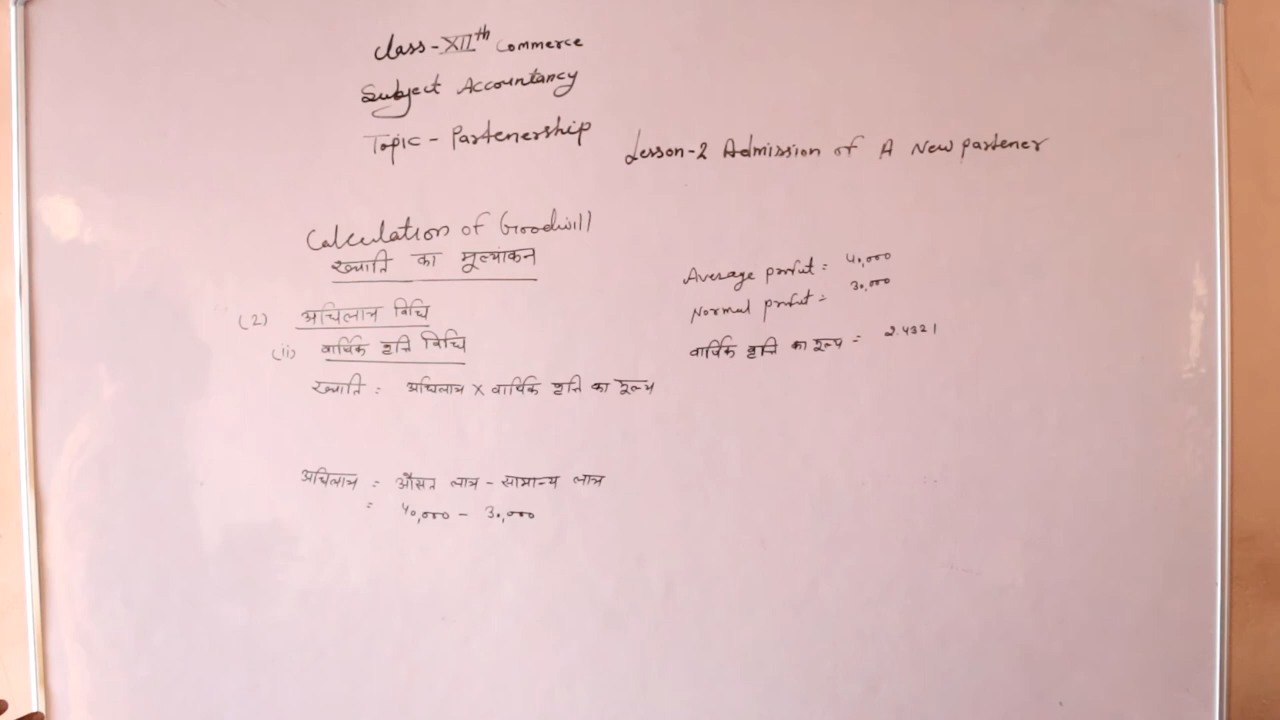 Class-XIIth Commerce
Subject Accountancy
Topic - Partenership
Lesson-2 Admission of A New partener
Calculation of Goodwill
ख्याति का मूल्यांकन
Average profit = 40,000
Normal profit = 30,000
वार्षिक वृत्ति का मूल्य = 2.4321
(2) अधिलाभ विधि
(ii) वार्षिक वृत्ति विधि
ख्याति = अधिलाभ x वार्षिक वृत्ति का मूल्य
अधिलाभ = औसत लाभ - सामान्य लाभ
= 40,000 - 30,000